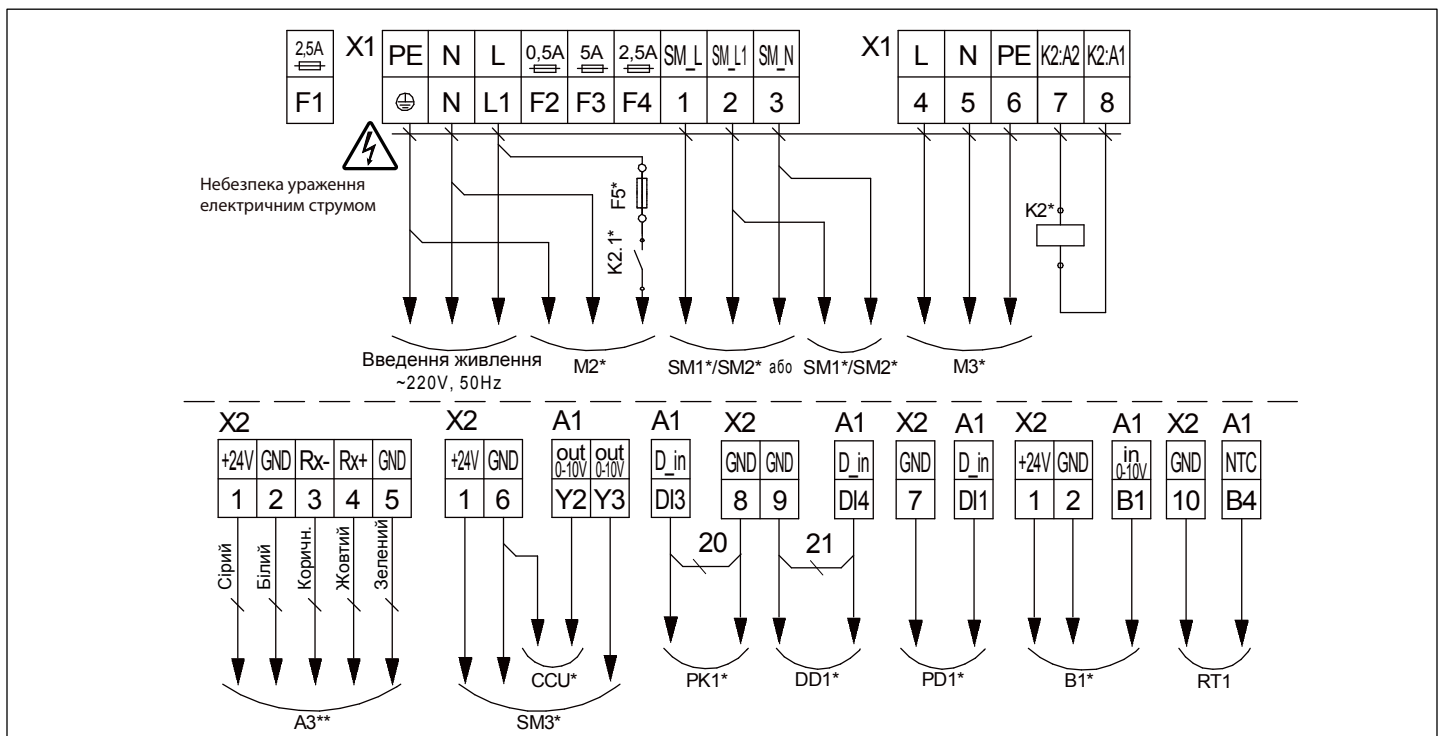 2,5A X1 PE N L 0,5A 5A 2,5A SM_L SM_L1 SM_N X1 L N PE K2:A2 K2:A1
F1 N L1 F2 F3 F4 1 2 3 4 5 6 7 8
Небезпека ураження
електричним струмом
F5*
K2.1*
K2*
Введення живлення
~220V, 50Hz
M2* SM1*/SM2* або SM1*/SM2* M3*
X2 X2 A1 A1 X2 A1 X2 A1 X2 A1 X2 A1
+24V GND Rx- Rx+ GND +24V GND out 0-10V out 0-10V D_in GND GND D_in GND D_in +24V GND in 0-10V GND NTC
1 2 3 4 5 1 6 Y2 Y3 DI3 8 9 DI4 7 DI1 1 2 B1 10 B4
20 21
Сірий
Білий
Коричн.
Жовтий
Зелений
CCU* PK1* DD1* PD1* B1* RT1
A3** SM3*